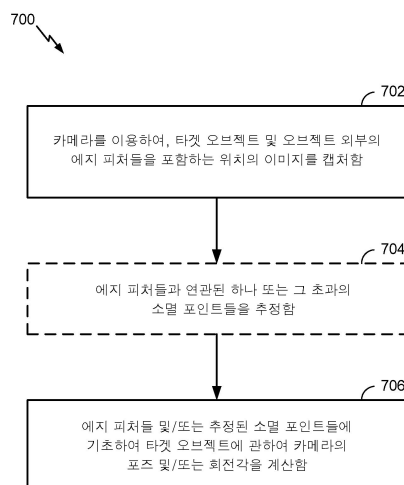 700
702
카메라를 이용하여, 타겟 오브젝트 및 오브젝트 외부의
에지 피처들을 포함하는 위치의 이미지를 캡처함
704
에지 피처들과 연관된 하나 또는 그 초과의
소멸 포인트들을 추정함
706
에지 피처들 및/또는 추정된 소멸 포인트들에
기초하여 타겟 오브젝트에 관하여 카메라의
포즈 및/또는 회전각을 계산함